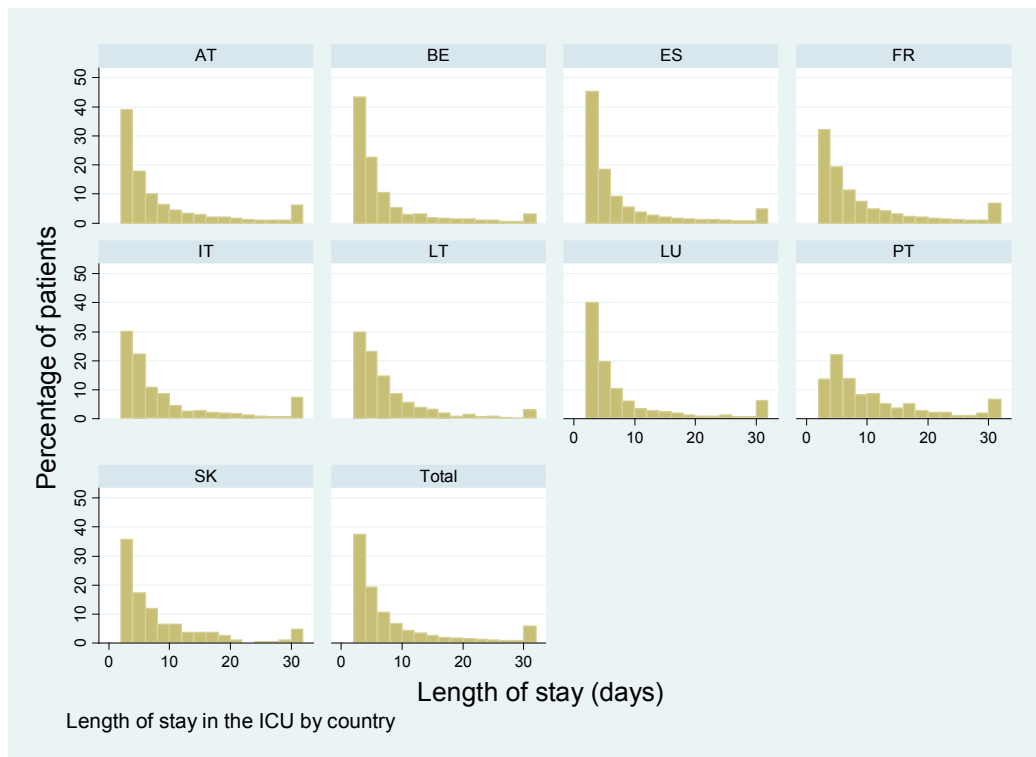 AT BE ES FR
50
40
30
20
10
0
IT LT LU PT
50
40
30
20
10
0
0 10 20 30 0 10 20 30
SK Total
50
40
30
20
10
0
0 10 20 30 0 10 20 30
Percentage of patients
Length of stay (days)
Length of stay in the ICU by country